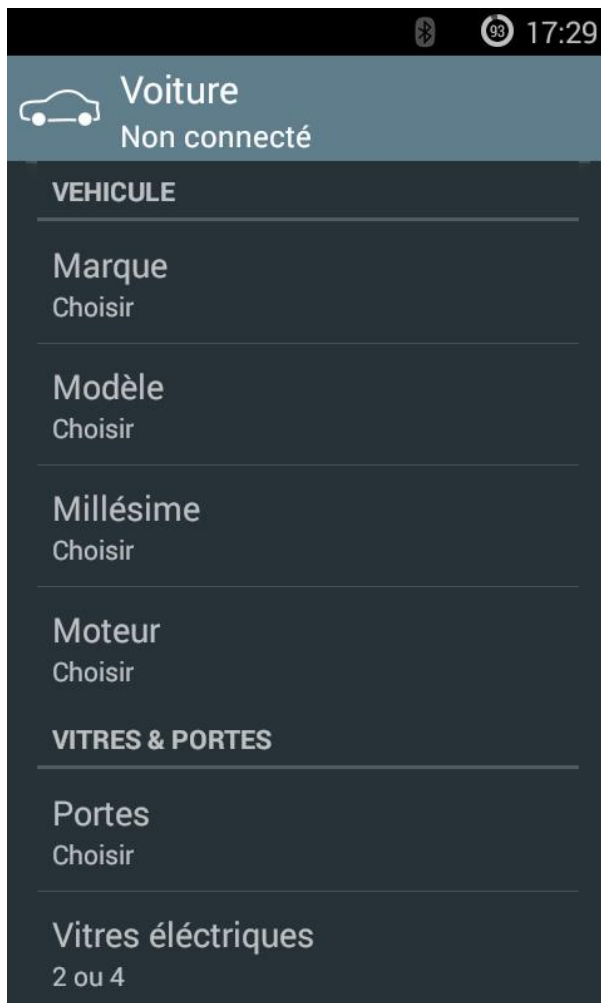 93 17:29
Voiture
Non connecté
VEHICULE
Marque
Choisir
Modèle
Choisir
Millésime
Choisir
Moteur
Choisir
VITRES & PORTES
Portes
Choisir
Vitres éléctriques
2 ou 4